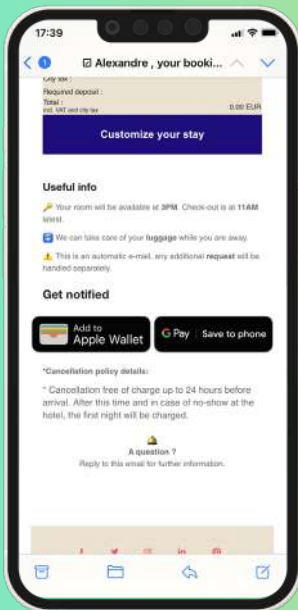 17:39
1
Alexandre , your booki...
City tax :
Required deposit :
Total :
incl. VAT and city tax
0.00 EUR
Customize your stay
Useful info
Your room will be available at 3PM. Check-out is at 11AM
latest.
We can take care of your luggage while you are away.
This is an automatic e-mail, any additional request will be
handled separately.
Get notified
Add to
Apple Wallet
G Pay | Save to phone
*Cancellation policy details:
* Cancellation free of charge up to 24 hours before
arrival. After this time and in case of no-show at the
hotel, the first night will be charged.
A question ?
Reply to this email for further information.